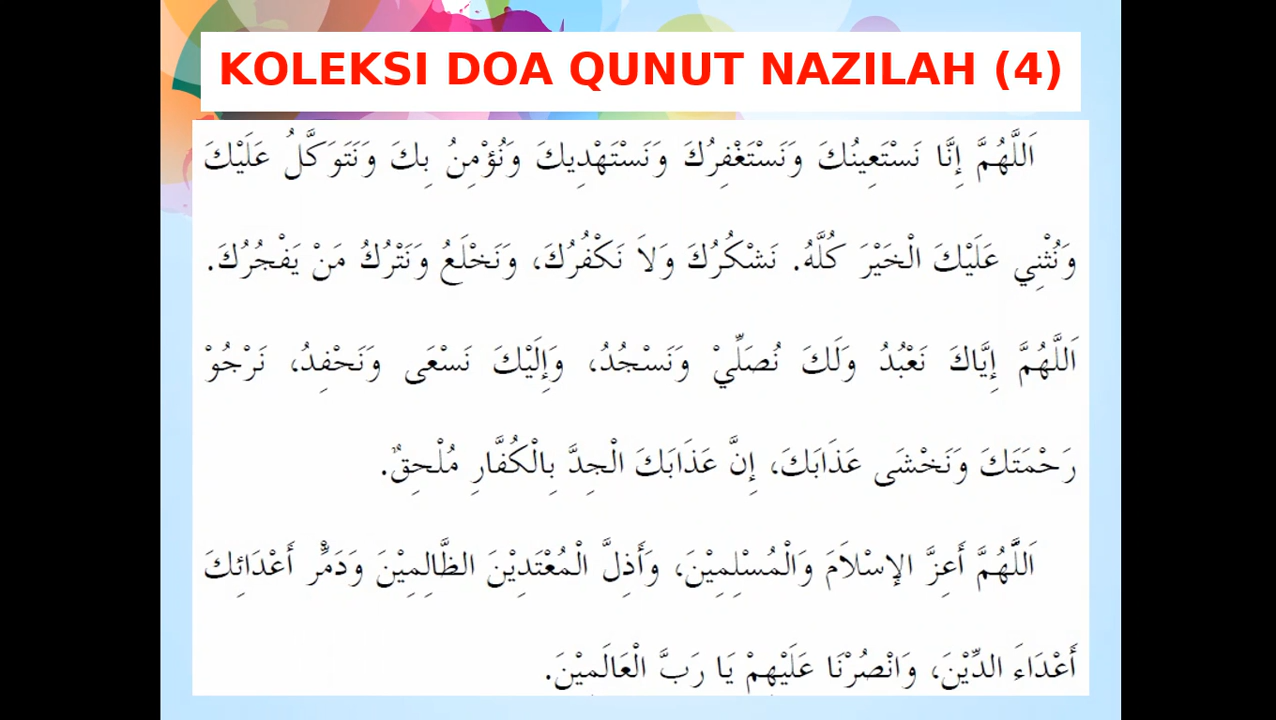 KOLEKSI DOA QUNUT NAZILAH (4)
اَللَّهُمَّ إِنَّا نَسْتَعِينُكَ وَنَسْتَغْفِرُكَ وَنَسْتَهْدِيكَ وَنُؤْمِنُ بِكَ وَنَتَوَكَّلُ عَلَيْكَ
وَنُثْنِي عَلَيْكَ الْخَيْرَ كُلَّهُ. نَشْكُرُكَ وَلاَ نَكْفُرُكَ، وَنَخْلَعُ وَنَتْرُكُ مَنْ يَفْجُرُكَ.
اَللَّهُمَّ إِيَّاكَ نَعْبُدُ وَلَكَ نُصَلِّيْ وَنَسْجُدُ، وَإِلَيْكَ نَسْعَى وَنَحْفِدُ، نَرْجُوْ
رَحْمَتَكَ وَنَخْشَى عَذَابَكَ، إِنَّ عَذَابَكَ الْجِدَّ بِالْكُفَّارِ مُلْحِقٌ.
اَللَّهُمَّ أَعِزَّ الإِسْلاَمَ وَالْمُسْلِمِيْنَ، وَأَذِلَّ الْمُعْتَدِيْنَ الظَّالِمِيْنَ وَدَمِّرْ أَعْدَائِكَ
أَعْدَاءَ الدِّيْنَ، وَانْصُرْنَا عَلَيْهِمْ يَا رَبَّ الْعَالَمِيْنَ.